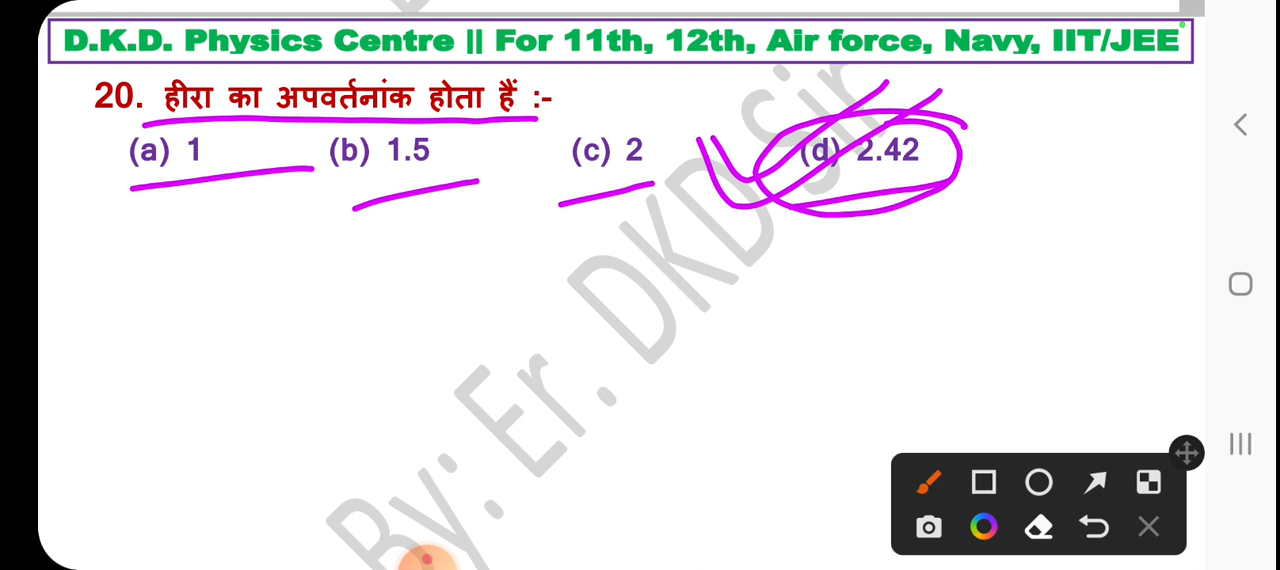 D.K.D. Physics Centre || For 11th, 12th, Air force, Navy, IIT/JEE
20. हीरा का अपवर्तनांक होता हैं :-
(a) 1 (b) 1.5 (c) 2 (d) 2.42
By: Er. DKD Sir